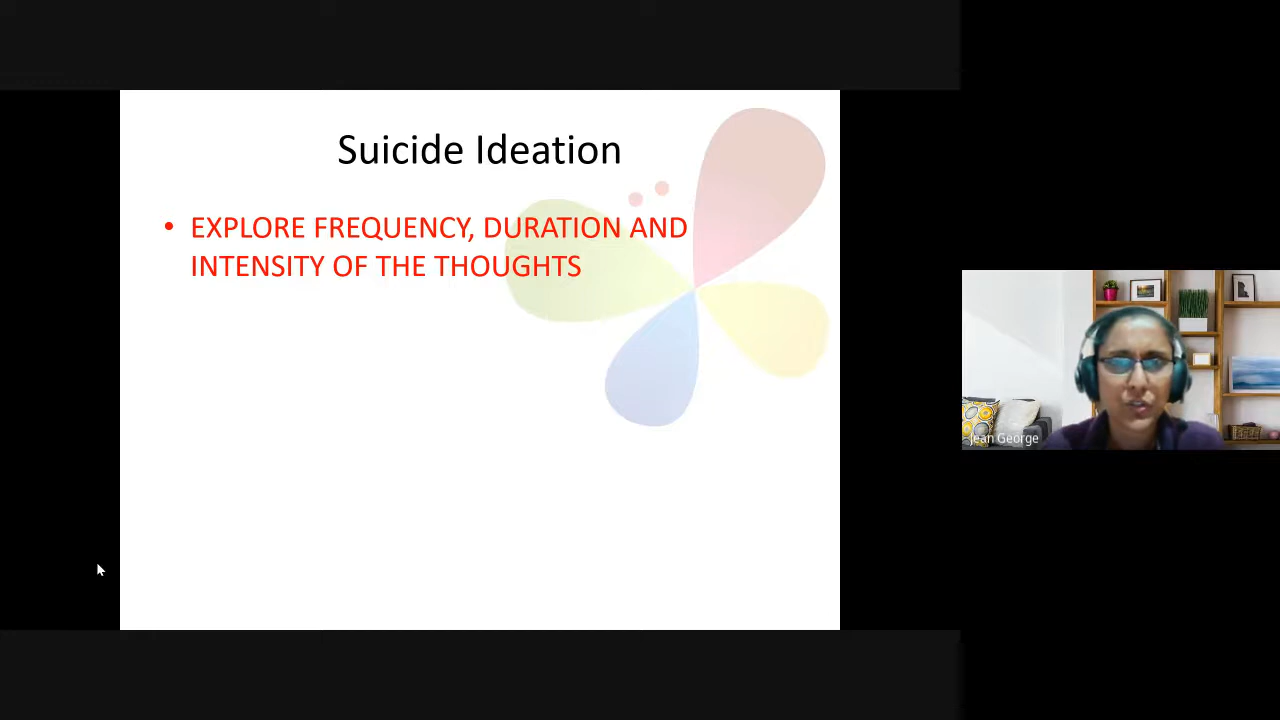 Suicide Ideation
• EXPLORE FREQUENCY, DURATION AND
INTENSITY OF THE THOUGHTS
Jean George